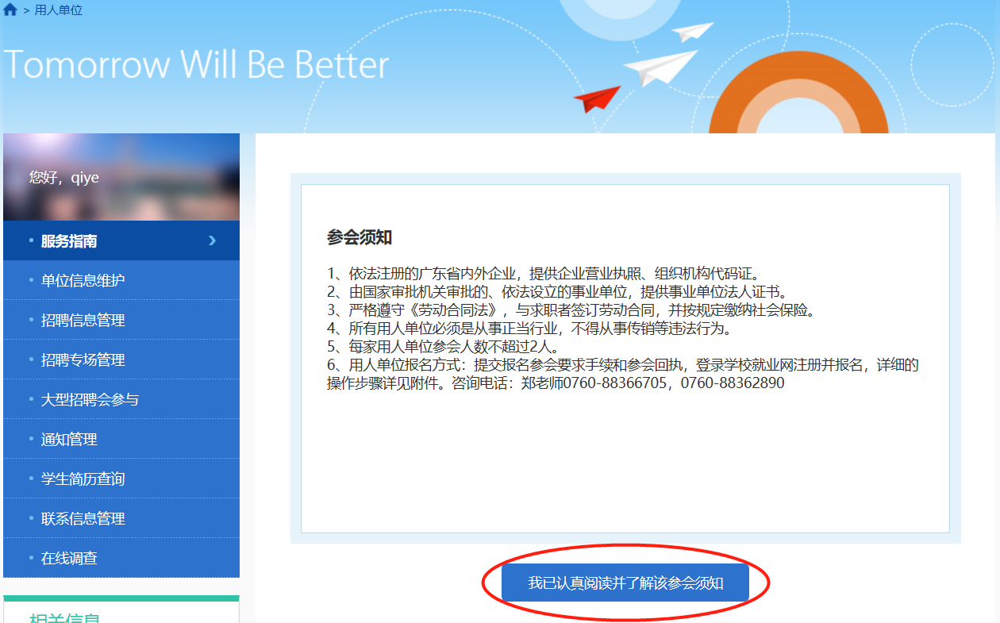 > 用人单位
Tomorrow Will Be Better
您好，qiye
服务指南
单位信息维护
招聘信息管理
招聘专场管理
大型招聘会参与
通知管理
学生简历查询
联系信息管理
在线调查
相关信息
参会须知
1、依法注册的广东省内外企业，提供企业营业执照、组织机构代码证。
2、由国家审批机关审批的、依法设立的事业单位，提供事业单位法人证书。
3、严格遵守《劳动合同法》，与求职者签订劳动合同，并按规定缴纳社会保险。
4、所有用人单位必须是从事正当行业，不得从事传销等违法行为。
5、每家用人单位参会人数不超过2人。
6、用人单位报名方式：提交报名参会要求手续和参会回执，登录学校就业网注册并报名，详细的
操作步骤详见附件。咨询电话：郑老师0760-88366705，0760-88362890
我已认真阅读并了解该参会须知